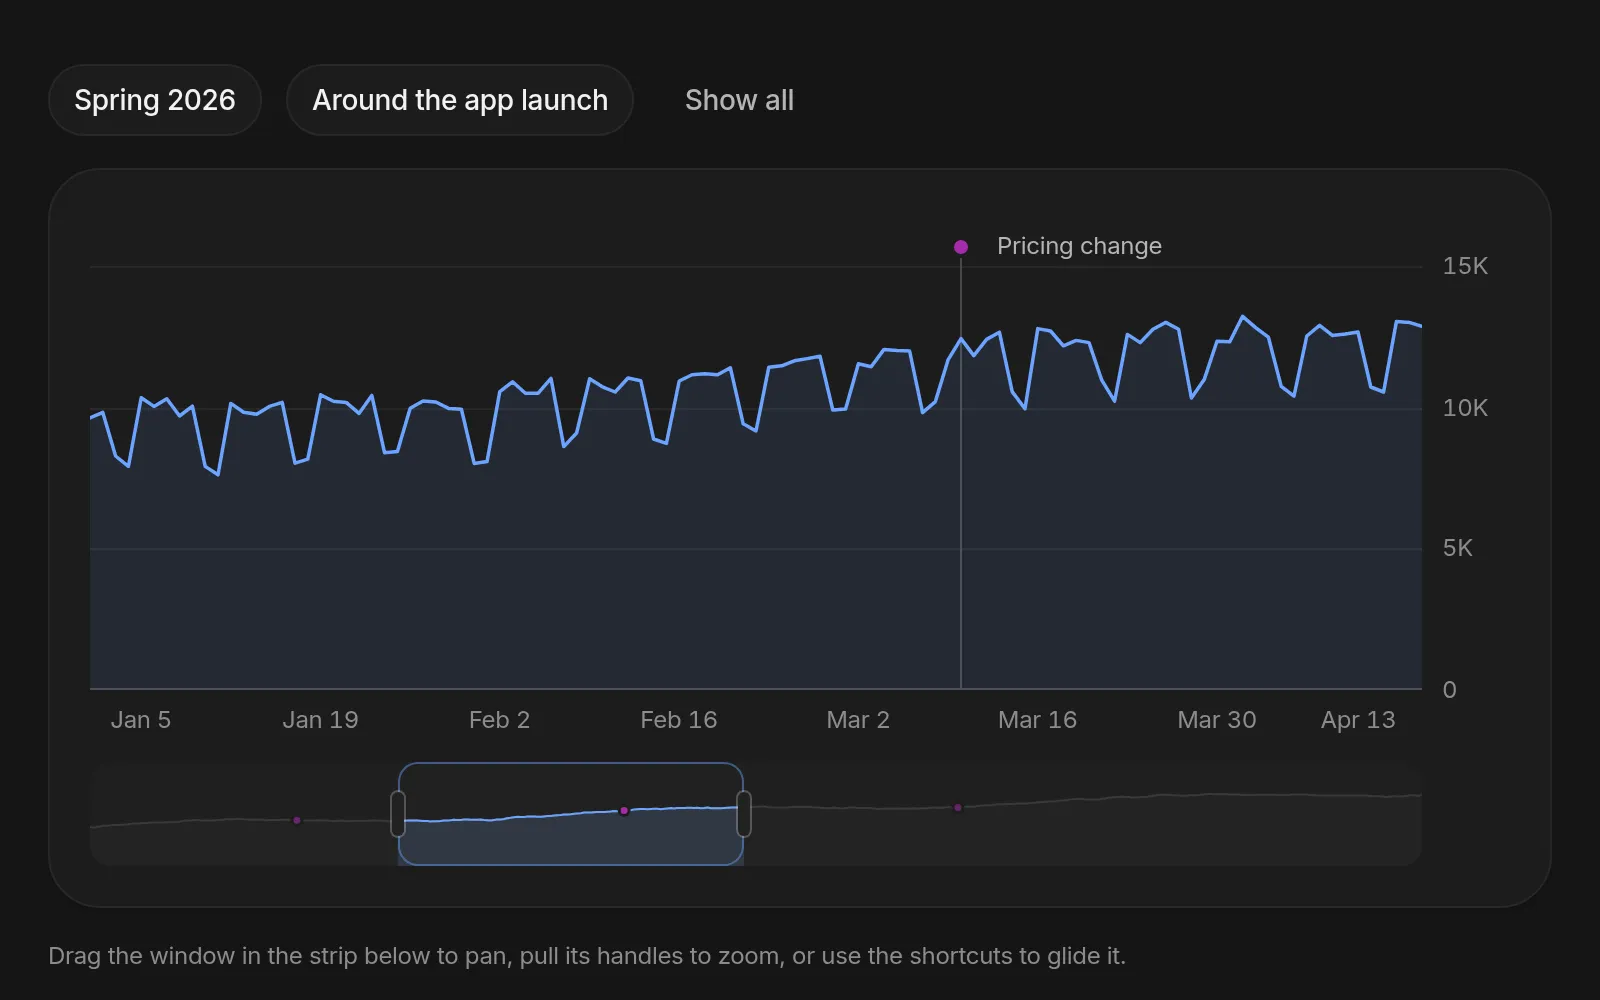 Spring 2026
Around the app launch
Show all
Pricing change
15K
10K
5K
0
Jan 5
Jan 19
Feb 2
Feb 16
Mar 2
Mar 16
Mar 30
Apr 13
Drag the window in the strip below to pan, pull its handles to zoom, or use the shortcuts to glide it.